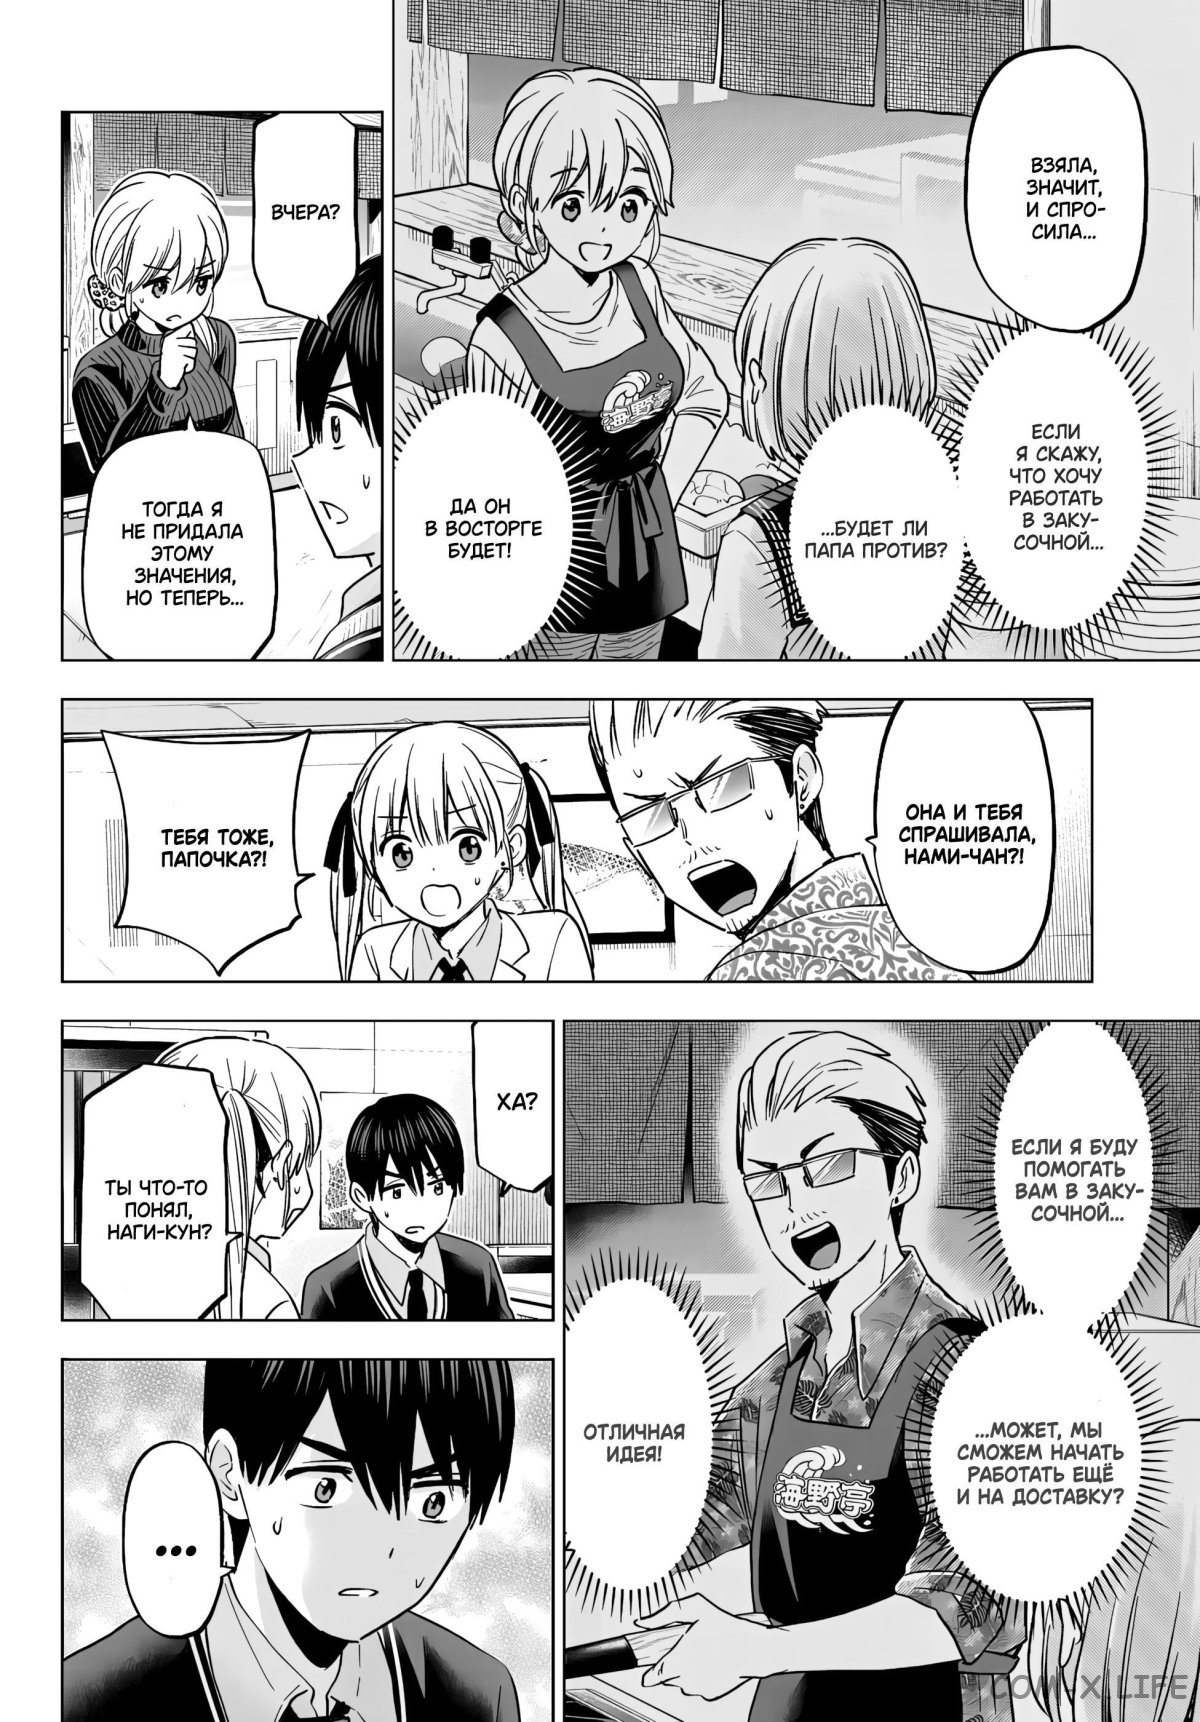 ВЗЯЛА,
ЗНАЧИТ,
И СПРО-
СИЛА...
ЕСЛИ
Я СКАЖУ,
ЧТО ХОЧУ
РАБОТАТЬ
В ЗАКУ-
СОЧНОЙ...
...БУДЕТ ЛИ
ПАПА ПРОТИВ?
海野亭
ДА ОН
В ВОСТОРГЕ
БУДЕТ!
ВЧЕРА?
ТОГДА Я
НЕ ПРИДАЛА
ЭТОМУ
ЗНАЧЕНИЯ,
НО ТЕПЕРЬ...
ОНА И ТЕБЯ
СПРАШИВАЛА,
НАМИ-ЧАН?!
ТЕБЯ ТОЖЕ,
ПАПОЧКА?!
ЕСЛИ Я БУДУ
ПОМОГАТЬ
ВАМ В ЗАКУ-
СОЧНОЙ...
...МОЖЕТ, МЫ
СМОЖЕМ НАЧАТЬ
РАБОТАТЬ ЕЩЁ
И НА ДОСТАВКУ?
海野亭
ОТЛИЧНАЯ
ИДЕЯ!
ХА?
ТЫ ЧТО-ТО
ПОНЯЛ,
НАГИ-КУН?
...
COM-X.LIFE